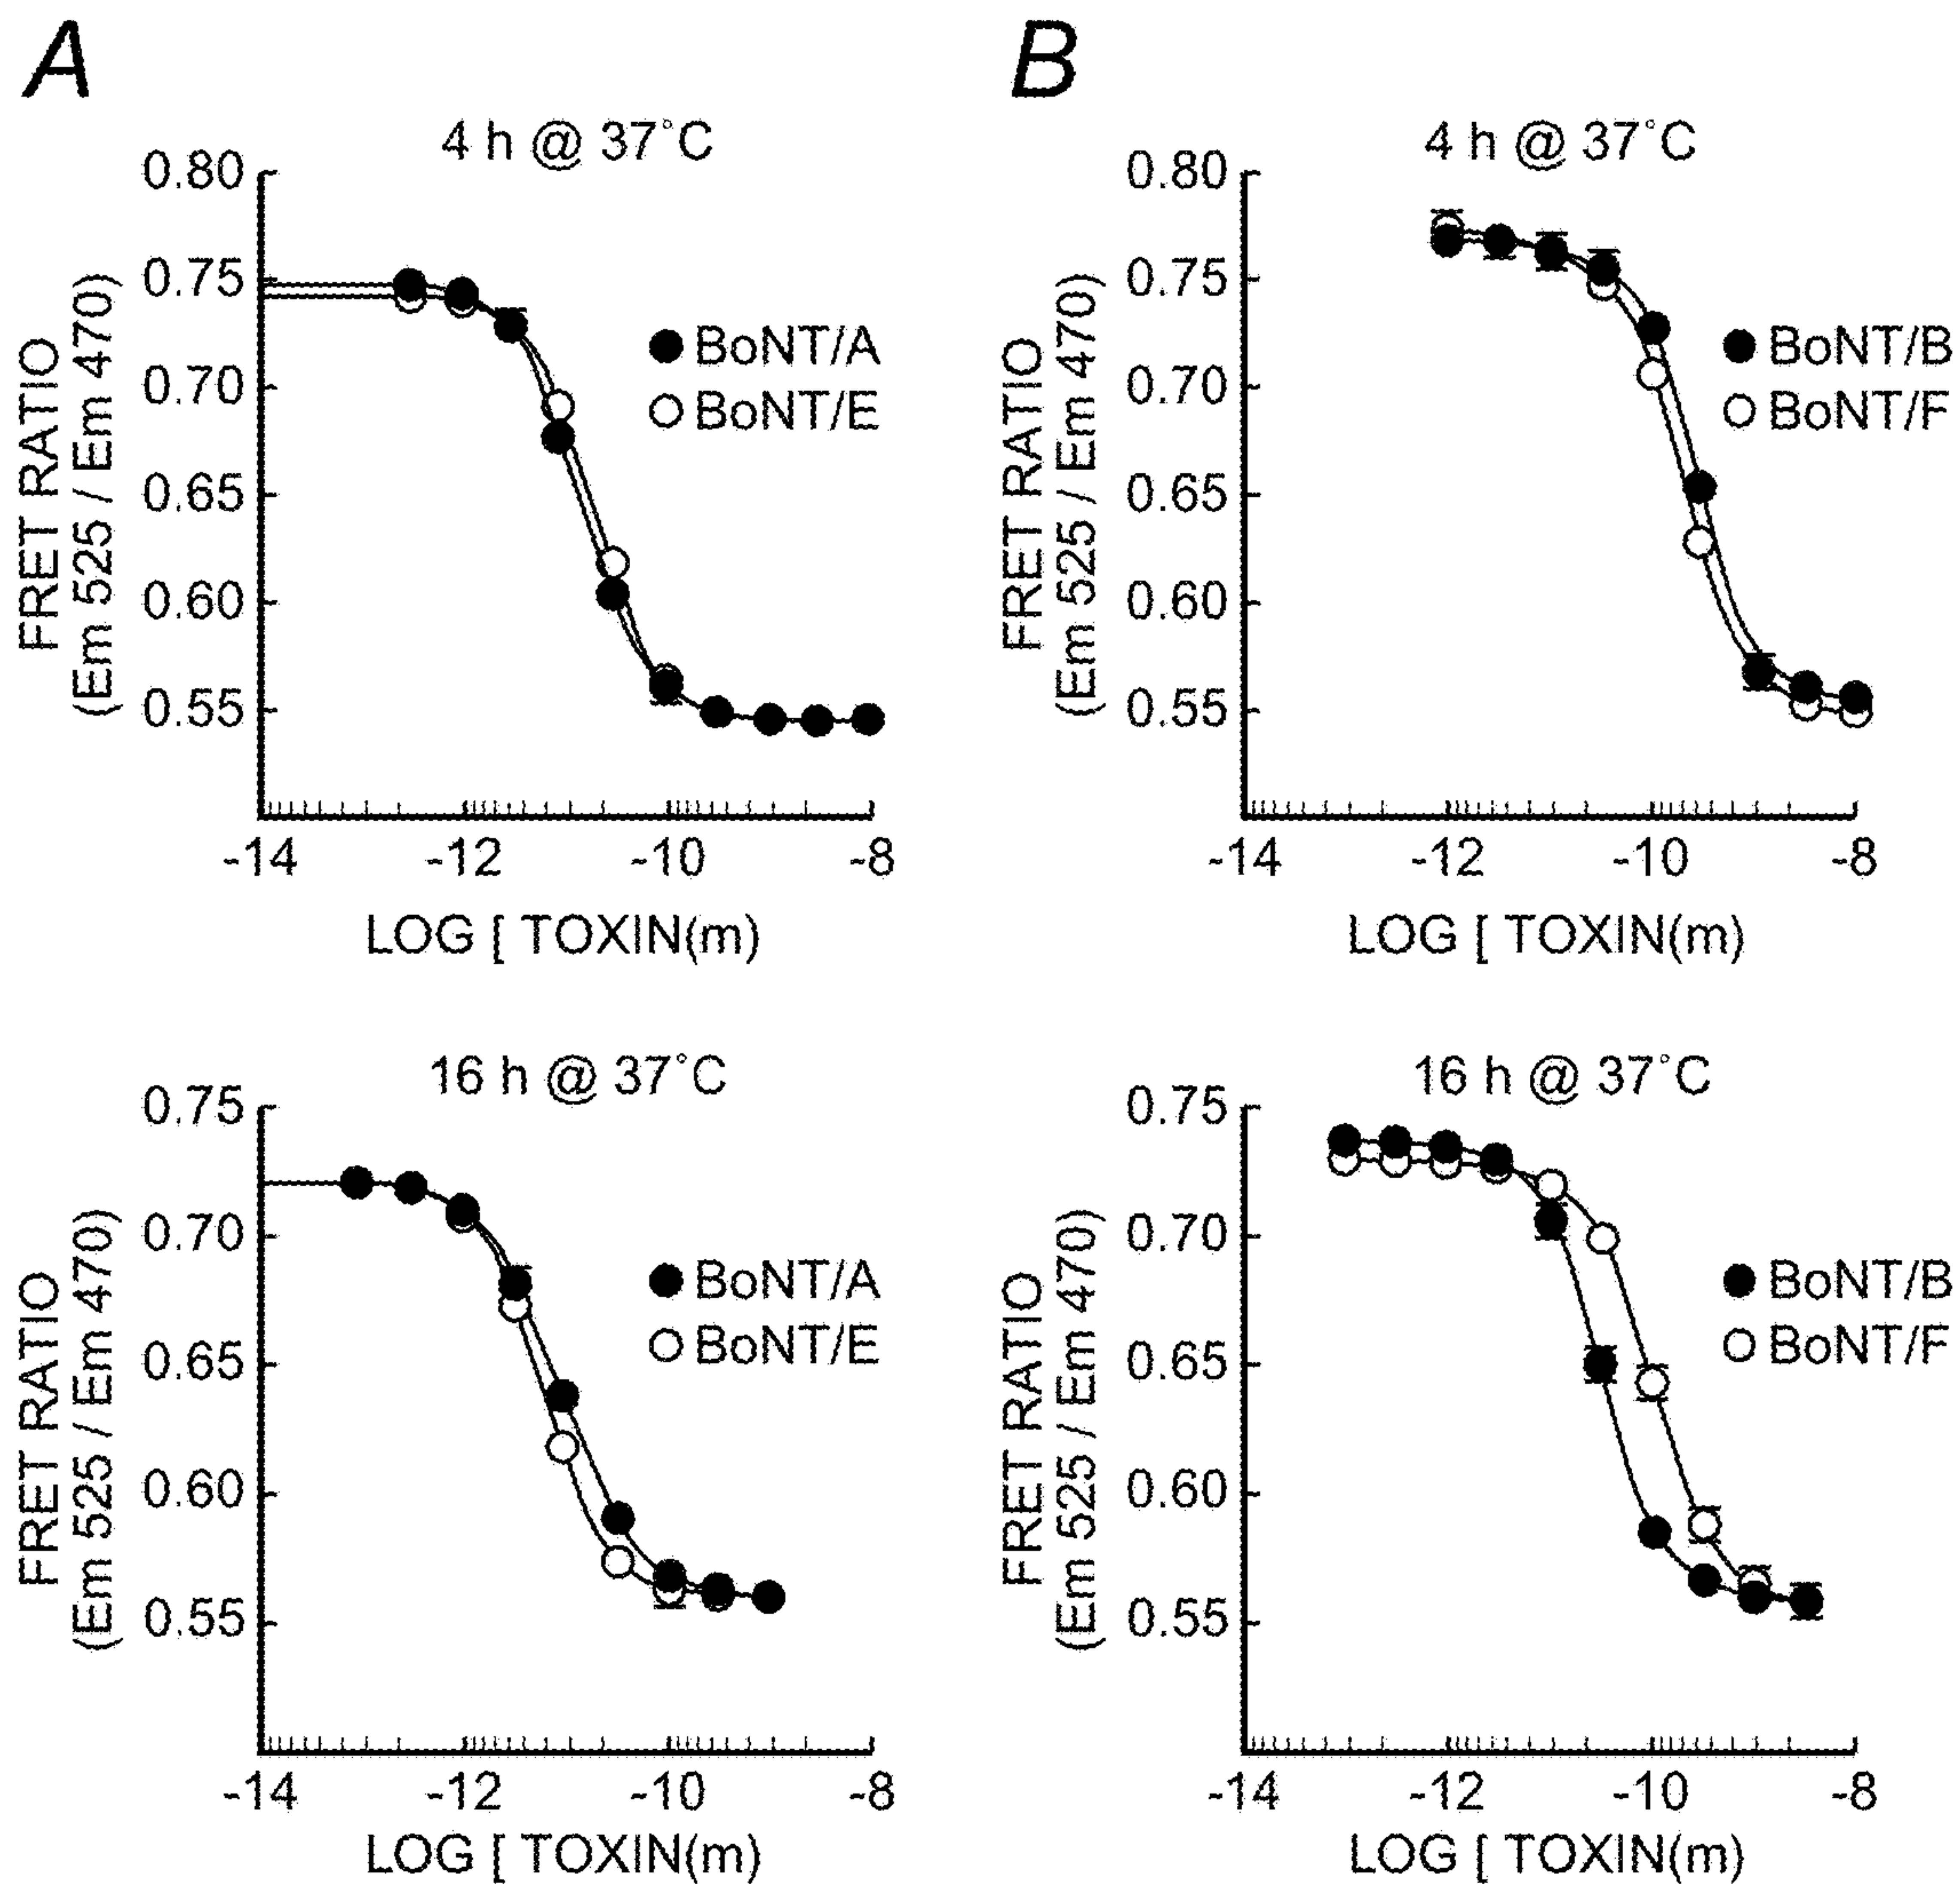 A
4 h @ 37°C
0.80
0.75
0.70
0.65
0.60
0.55
FRET RATIO
(Em 525 / Em 470)
BoNT/A
BoNT/E
-14 -12 -10 -8
LOG [ TOXIN(m)
B
4 h @ 37°C
0.80
0.75
0.70
0.65
0.60
0.55
FRET RATIO
(Em 525 / Em 470)
BoNT/B
BoNT/F
-14 -12 -10 -8
LOG [ TOXIN(m)
16 h @ 37°C
0.75
0.70
0.65
0.60
0.55
FRET RATIO
(Em 525 / Em 470)
BoNT/A
BoNT/E
-14 -12 -10 -8
LOG [ TOXIN(m)
16 h @ 37°C
0.75
0.70
0.65
0.60
0.55
FRET RATIO
(Em 525 / Em 470)
BoNT/B
BoNT/F
-14 -12 -10 -8
LOG [ TOXIN(m)